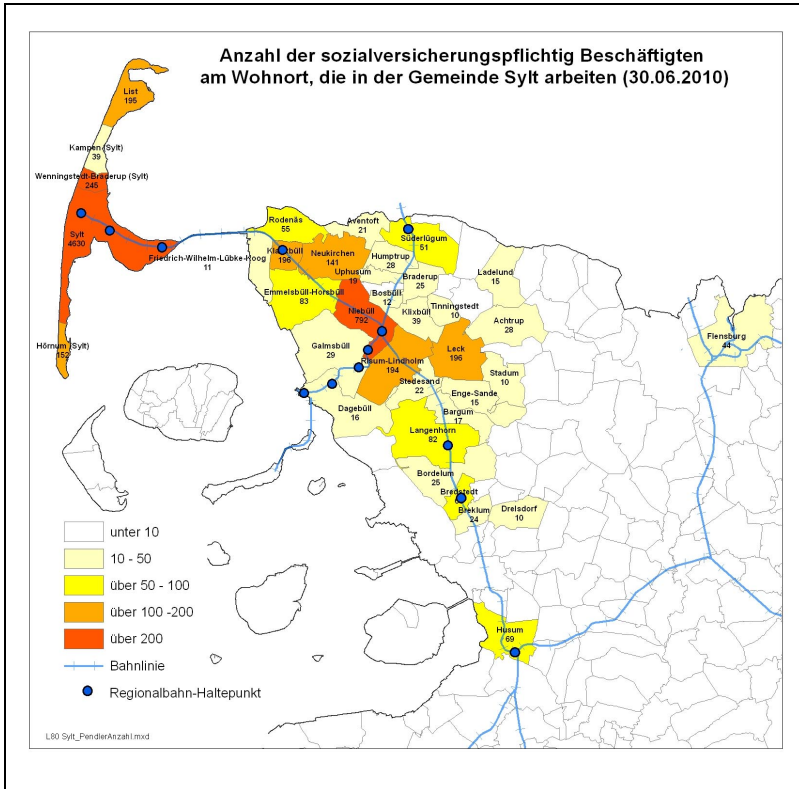 Anzahl der sozialversicherungspflichtig Beschäftigten
am Wohnort, die in der Gemeinde Sylt arbeiten (30.06.2010)
List
195
Kampen (Sylt)
39
Wenningstedt-Braderup (Sylt)
245
Sylt
4630
Friedrich-Wilhelm-Lübke-Koog
11
Hörnum (Sylt)
152
Rodenäs
55
Aventoft
21
Süderlügum
51
Klanxbüll
196
Neukirchen
141
Humptrup
28
Uphusum
19
Braderup
25
Ladelund
15
Emmelsbüll-Horsbüll
83
Bosbüll
12
Tinningstedt
10
Niebüll
792
Klixbüll
39
Achtrup
28
Flensburg
44
Galmsbüll
29
Leck
196
Risum-Lindholm
194
Stedesand
22
Stadum
10
Enge-Sande
15
Dagebüll
16
Bargum
17
Langenhorn
82
Bordelum
25
Bredstedt
Breklum
24
Drelsdorf
10
Husum
69
unter 10
10 - 50
über 50 - 100
über 100 -200
über 200
Bahnlinie
Regionalbahn-Haltepunkt
L80 Sylt_PendlerAnzahl.mxd